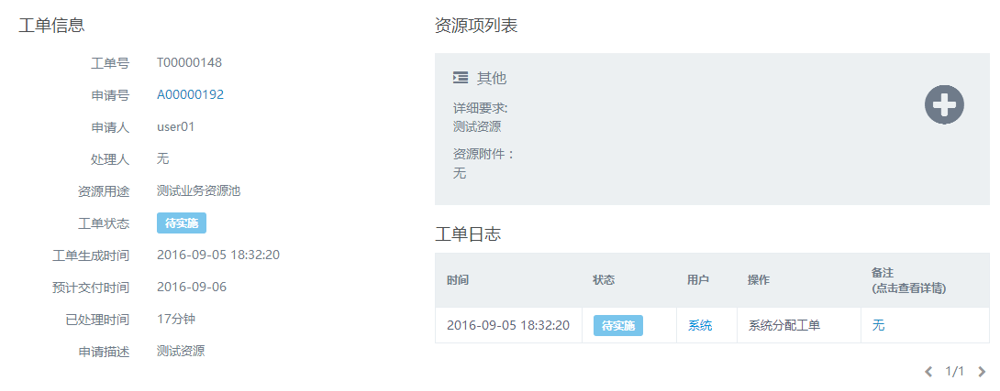 工单信息
工单号 T00000148
申请号 A00000192
申请人 user01
处理人 无
资源用途 测试业务资源池
工单状态 待实施
工单生成时间 2016-09-05 18:32:20
预计交付时间 2016-09-06
已处理时间 17分钟
申请描述 测试资源
资源项列表
其他
详细要求:
测试资源
资源附件：
无
工单日志
时间 状态 用户 操作 备注
(点击查看详情)
2016-09-05 18:32:20 待实施 系统 系统分配工单 无
1/1